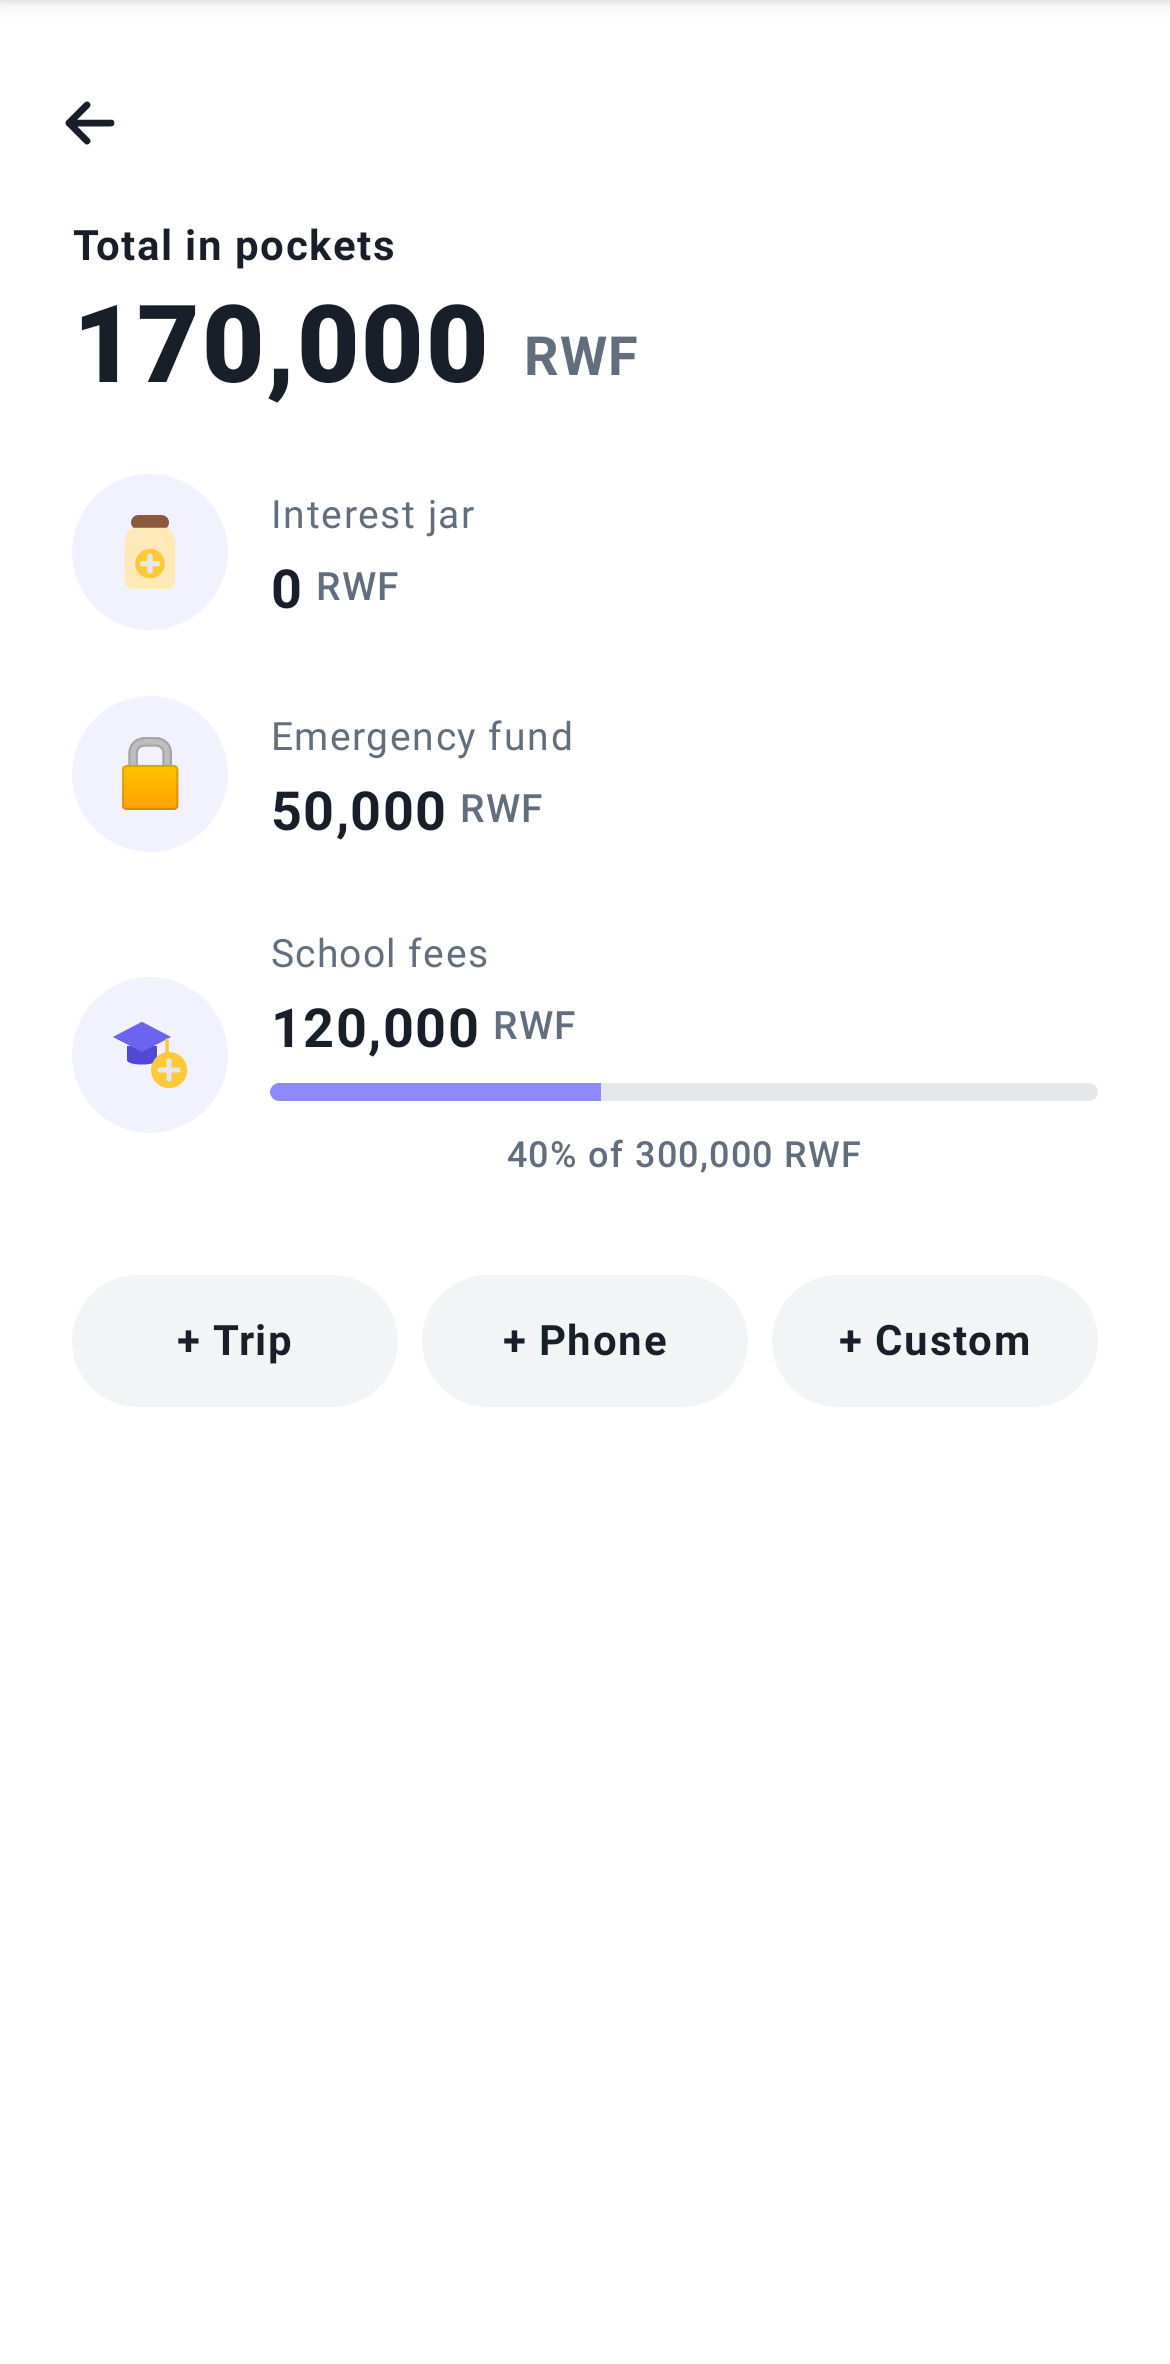 Total in pockets
170,000 RWF
Interest jar
0 RWF
Emergency fund
50,000 RWF
School fees
120,000 RWF
40% of 300,000 RWF
+ Trip
+ Phone
+ Custom